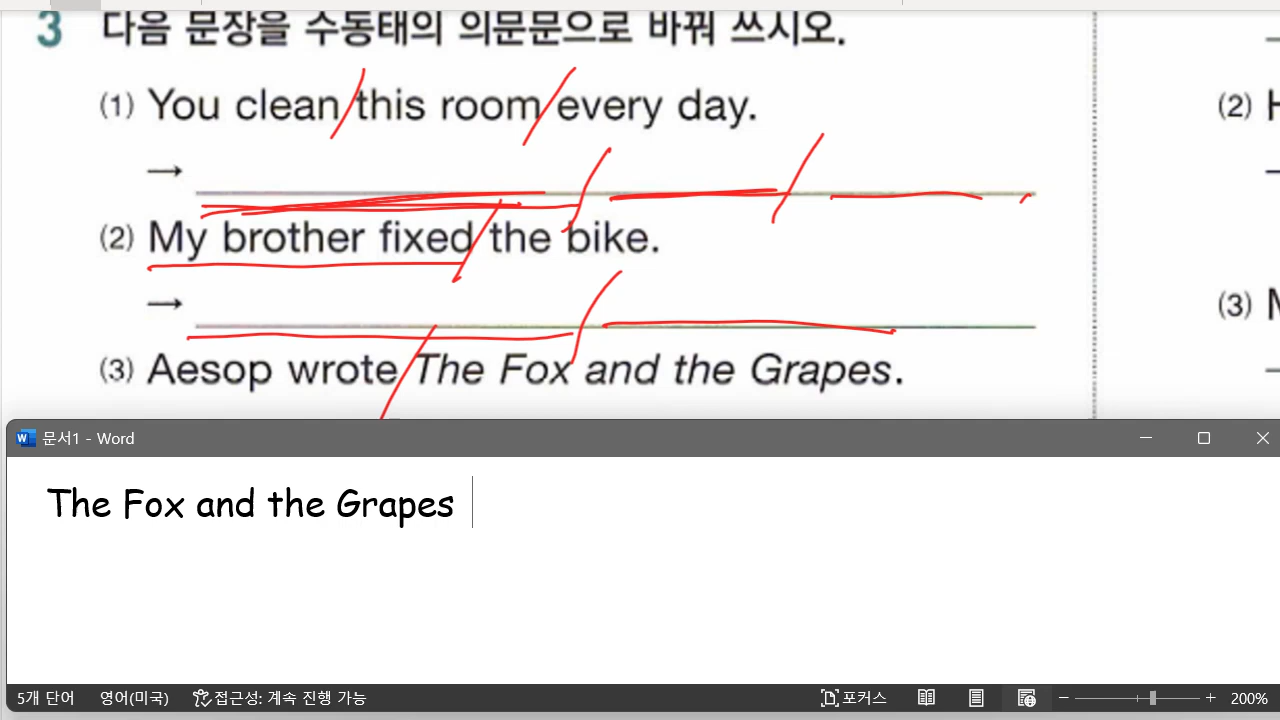 3 다음 문장을 수동태의 의문문으로 바꿔 쓰시오.
(1) You clean this room every day.
→
(2) My brother fixed the bike.
→
(3) Aesop wrote The Fox and the Grapes.
(2) H
(3) M
문서1 - Word
The Fox and the Grapes
5개 단어 영어(미국) 접근성: 계속 진행 가능 포커스 200%